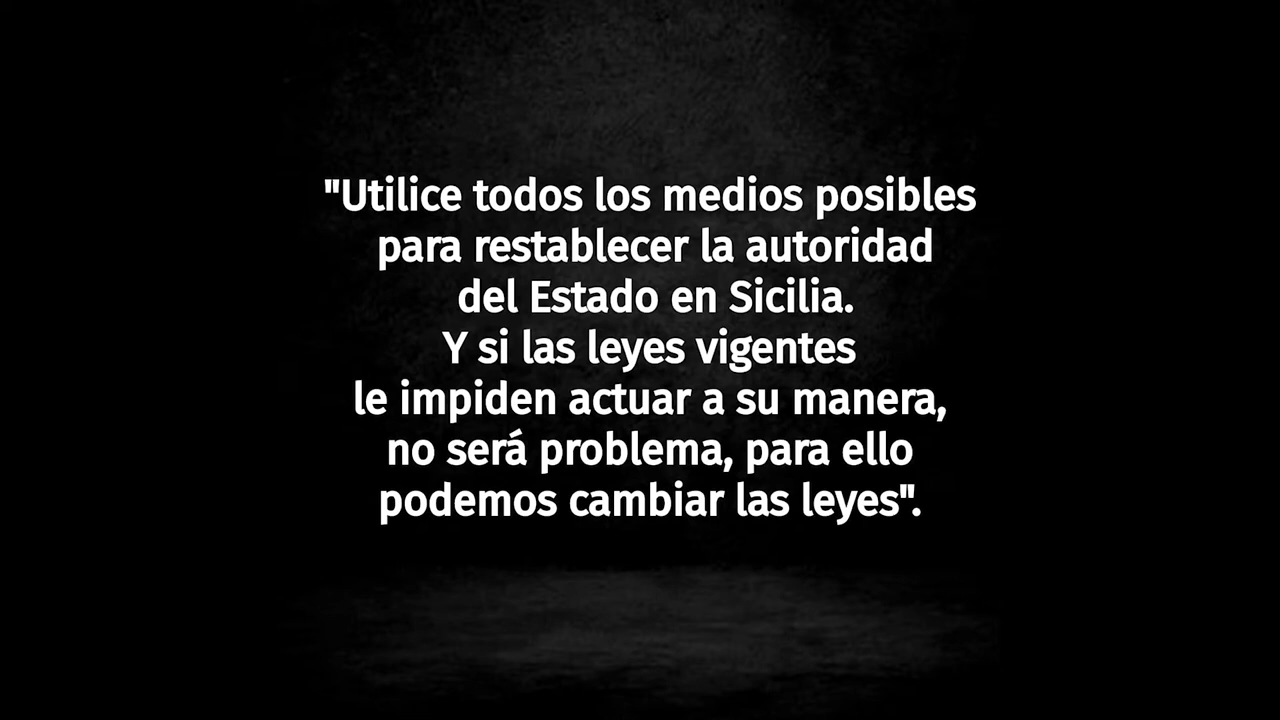 "Utilice todos los medios posibles
para restablecer la autoridad
del Estado en Sicilia.
Y si las leyes vigentes
le impiden actuar a su manera,
no será problema, para ello
podemos cambiar las leyes".